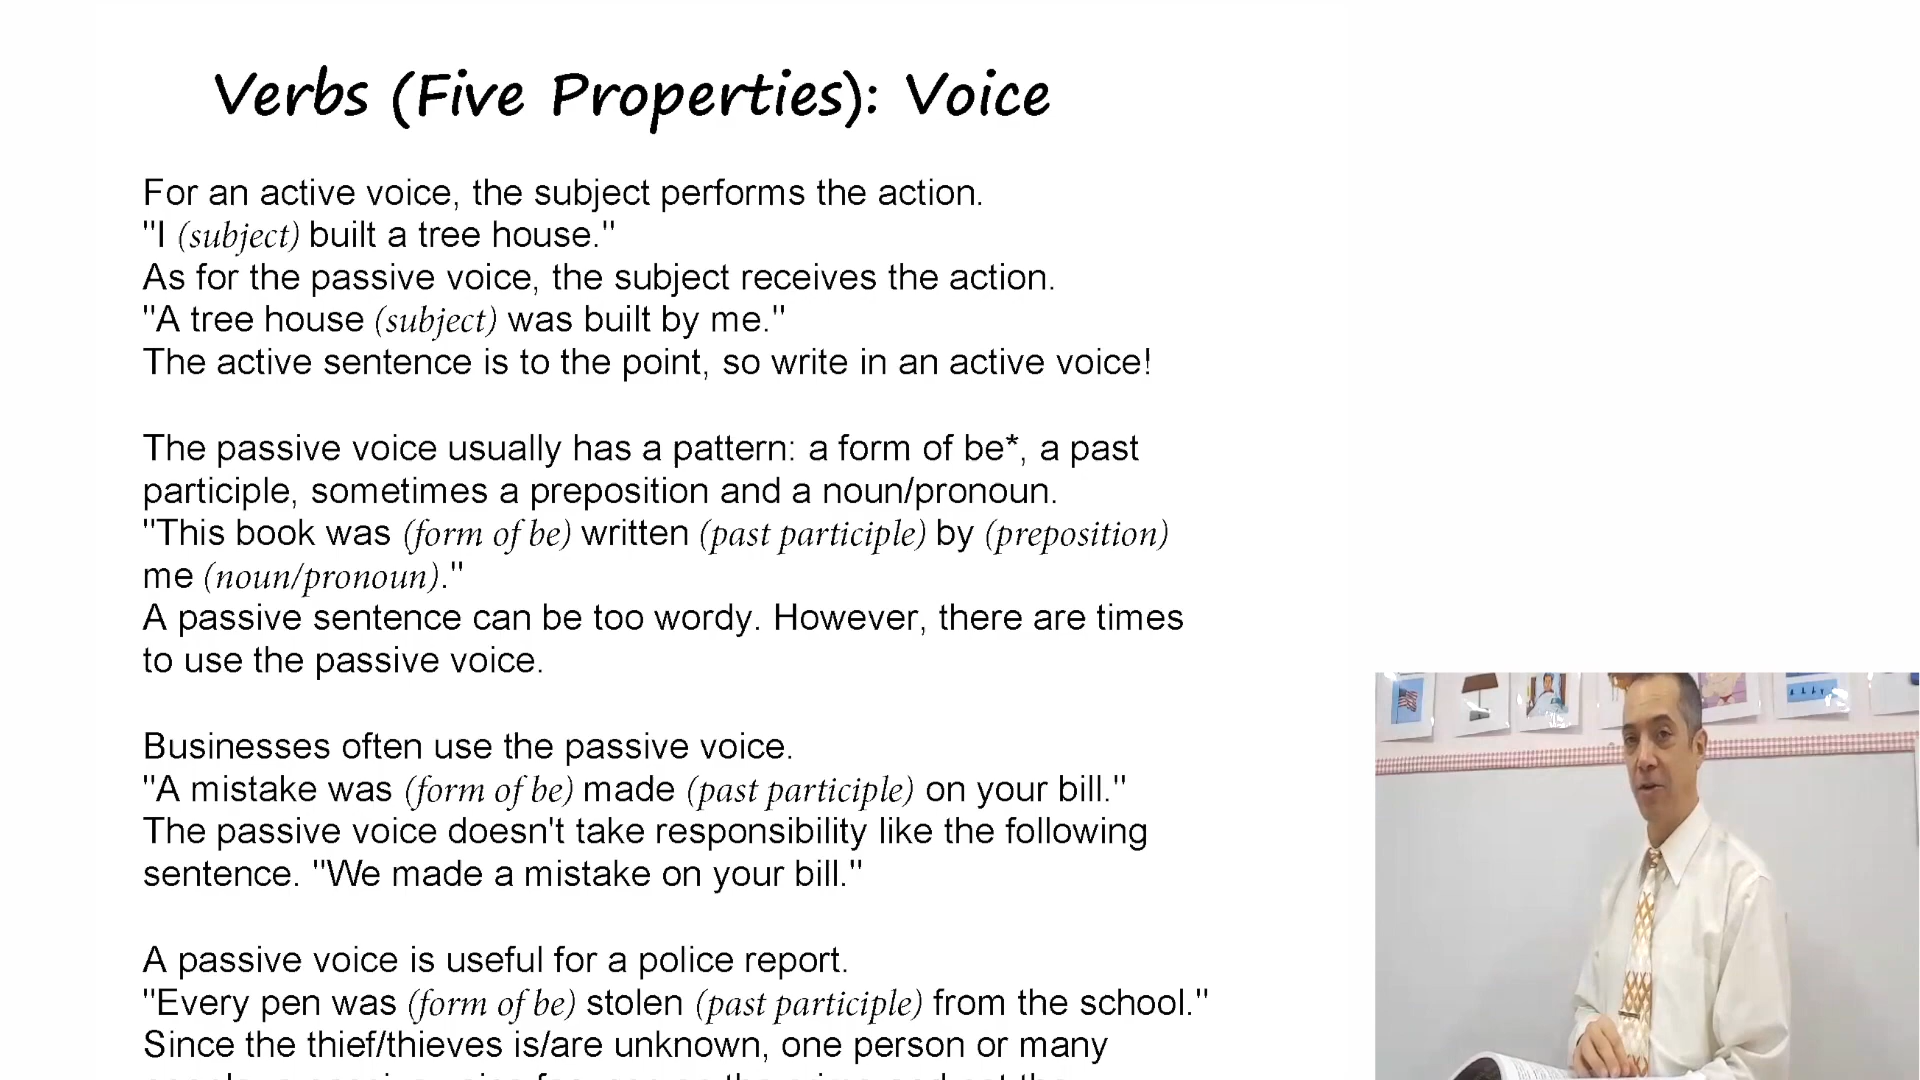 Verbs (Five Properties): Voice
For an active voice, the subject performs the action.
"I (subject) built a tree house."
As for the passive voice, the subject receives the action.
"A tree house (subject) was built by me."
The active sentence is to the point, so write in an active voice!
The passive voice usually has a pattern: a form of be*, a past
participle, sometimes a preposition and a noun/pronoun.
"This book was (form of be) written (past participle) by (preposition)
me (noun/pronoun)."
A passive sentence can be too wordy. However, there are times
to use the passive voice.
Businesses often use the passive voice.
"A mistake was (form of be) made (past participle) on your bill."
The passive voice doesn't take responsibility like the following
sentence. "We made a mistake on your bill."
A passive voice is useful for a police report.
"Every pen was (form of be) stolen (past participle) from the school."
Since the thief/thieves is/are unknown, one person or many